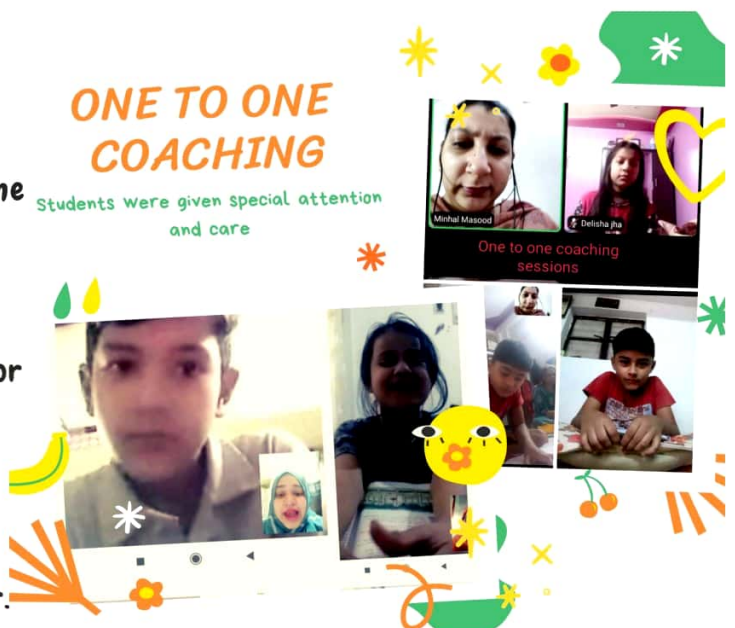 ONE TO ONE
COACHING
Students were given special attention
and care
Minhal Masood
Delisha jha
One to one coaching
sessions